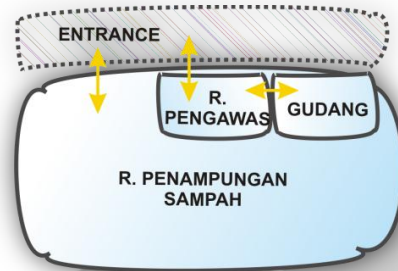 ENTRANCE
R.
PENGAWAS
GUDANG
R. PENAMPUNGAN
SAMPAH